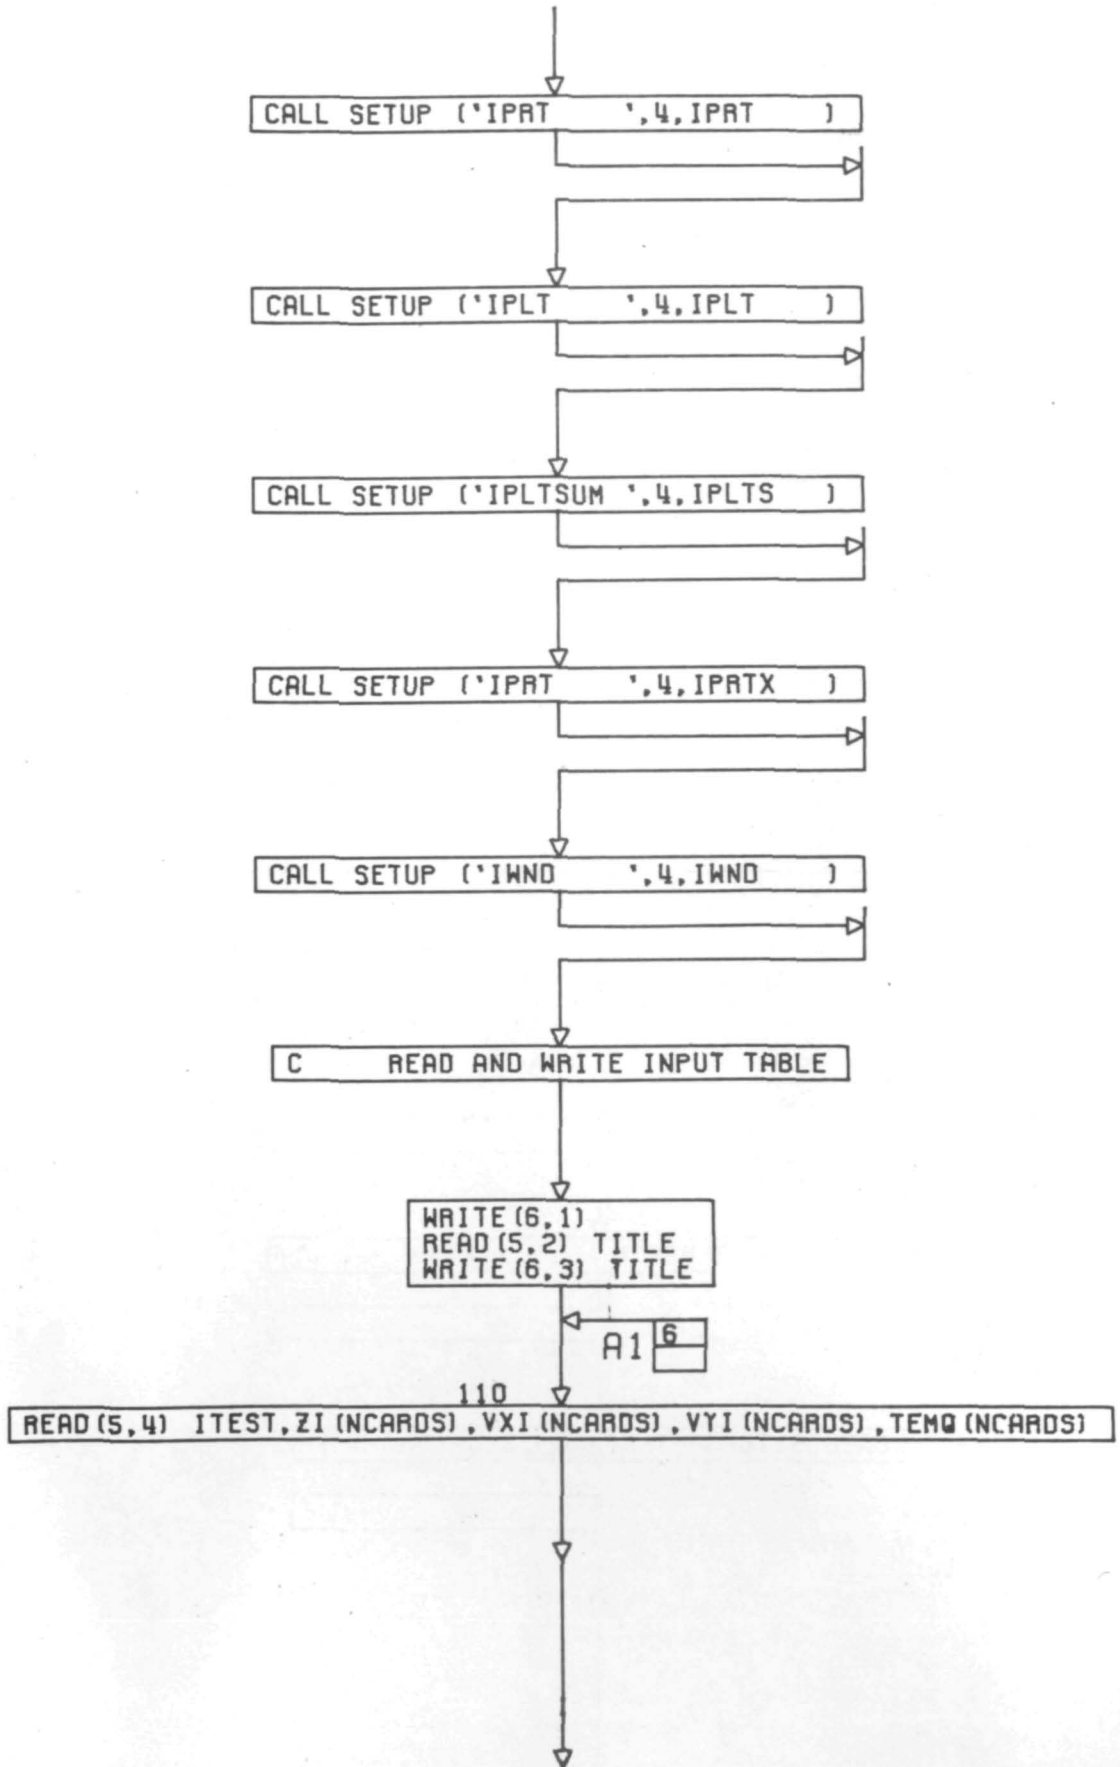 CALL SETUP ('IPRT    ',4,IPRT    )
CALL SETUP ('IPLT    ',4,IPLT    )
CALL SETUP ('IPLTSUM ',4,IPLTS   )
CALL SETUP ('IPRT    ',4,IPRTX   )
CALL SETUP ('IWND    ',4,IWND    )
C     READ AND WRITE INPUT TABLE
WRITE(6,1)
READ(5,2) TITLE
WRITE(6,3) TITLE
A1 6
110
READ(5,4) ITEST,ZI(NCARDS),VXI(NCARDS),VYI(NCARDS),TEMQ(NCARDS)